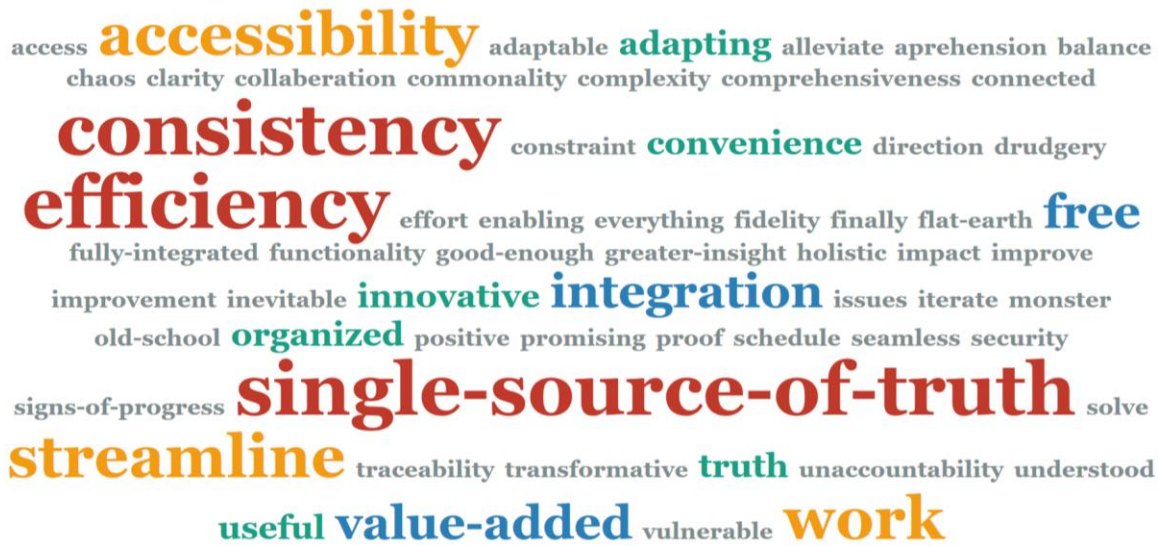 access accessibility adaptable adapting alleviate aprehension balance
chaos clarity collaberation commonality complexity comprehensiveness connected
consistency constraint convenience direction drudgery
efficiency effort enabling everything fidelity finally flat-earth free
fully-integrated functionality good-enough greater-insight holistic impact improve
improvement inevitable innovative integration issues iterate monster
old-school organized positive promising proof schedule seamless security
signs-of-progress single-source-of-truth solve
streamline traceability transformative truth unaccountability understood
useful value-added vulnerable work